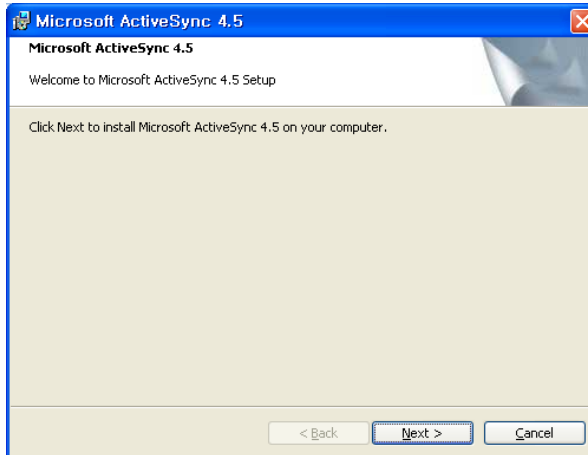 Microsoft ActiveSync 4.5
Microsoft ActiveSync 4.5
Welcome to Microsoft ActiveSync 4.5 Setup
Click Next to install Microsoft ActiveSync 4.5 on your computer.
< Back Next > Cancel